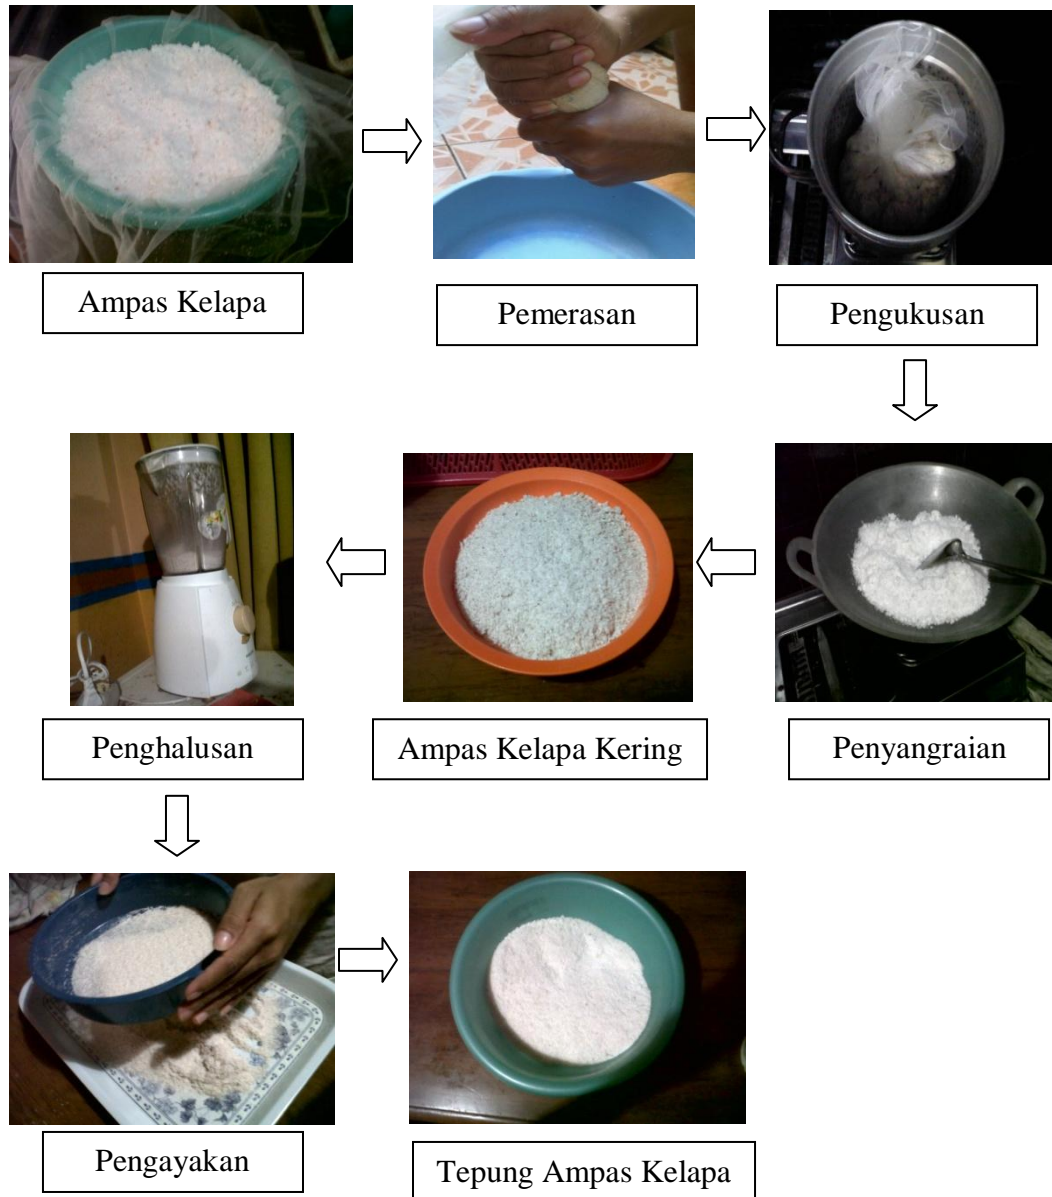 Ampas Kelapa
Pemerasan
Pengukusan
Penyangraian
Ampas Kelapa Kering
Penghalusan
Pengayakan
Tepung Ampas Kelapa